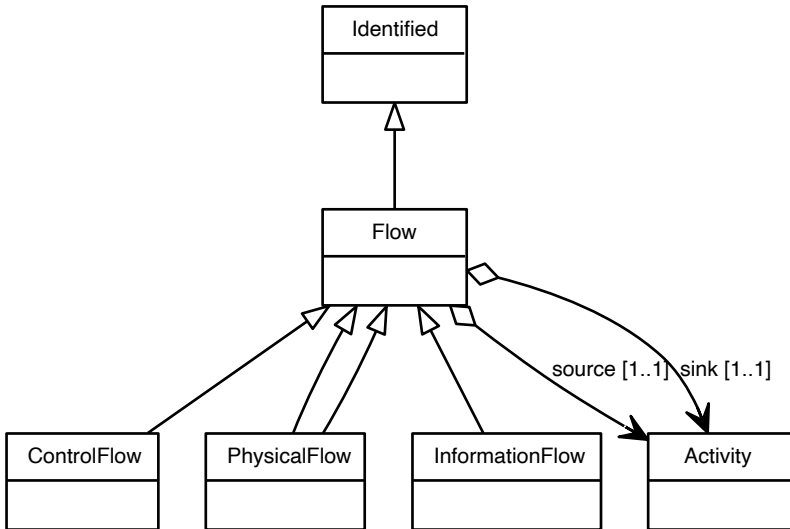 Identified
Flow
source [1..1] sink [1..1]
ControlFlow
PhysicalFlow
InformationFlow
Activity